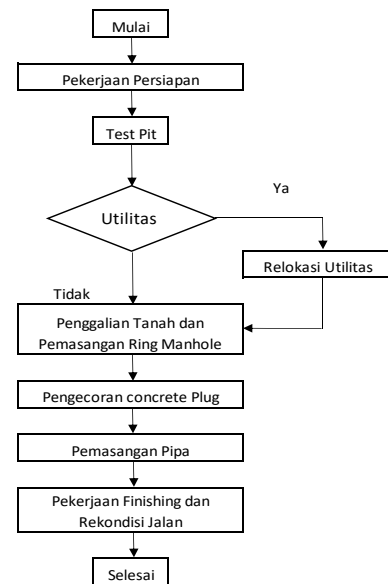 Mulai
Pekerjaan Persiapan
Test Pit
Ya
Utilitas
Relokasi Utilitas
Tidak
Penggalian Tanah dan
Pemasangan Ring Manhole
Pengecoran concrete Plug
Pemasangan Pipa
Pekerjaan Finishing dan
Rekondisi Jalan
Selesai